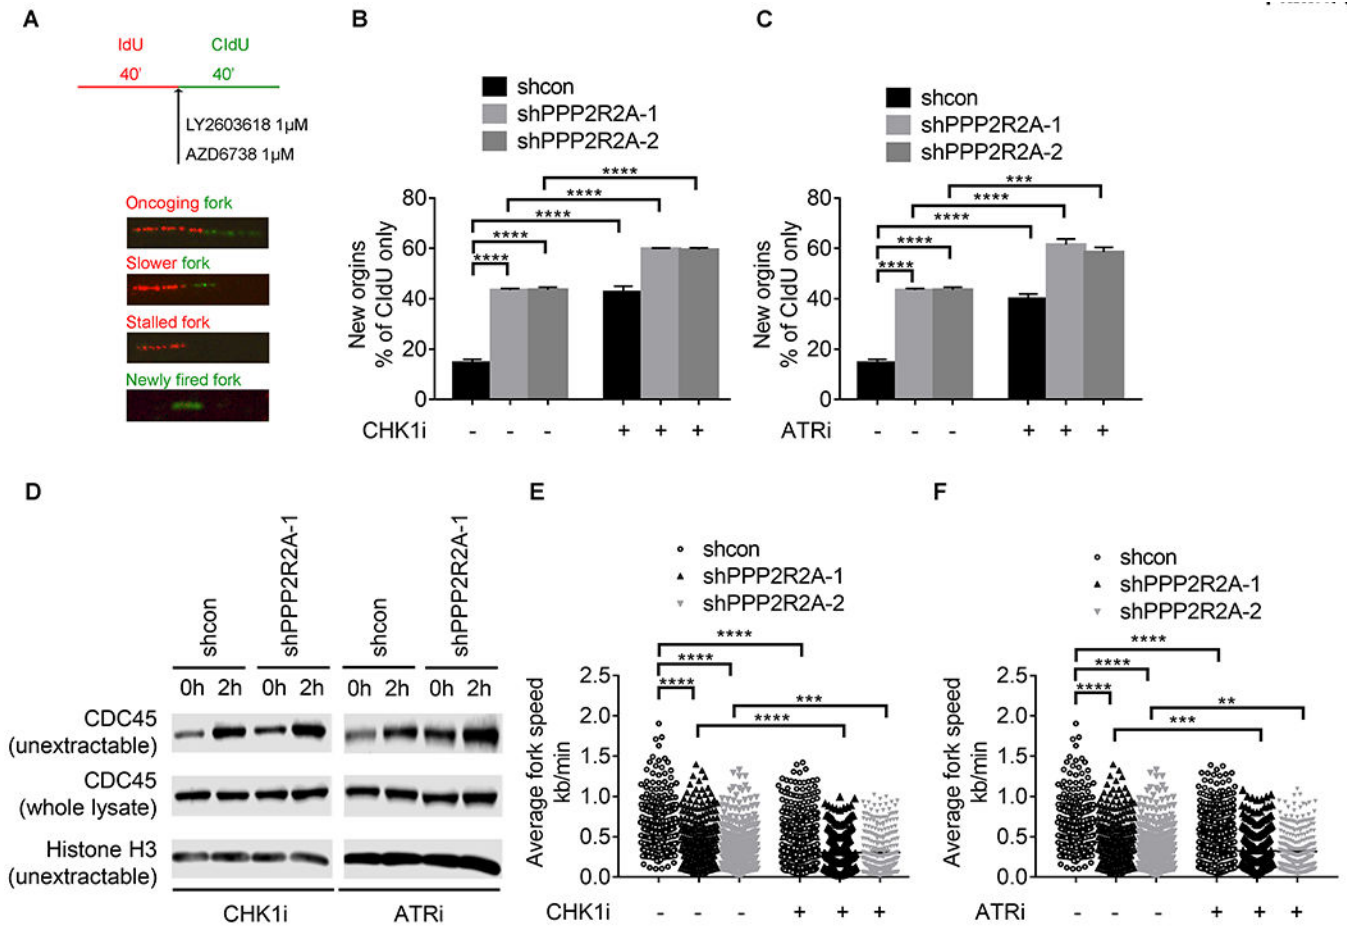 A
IdU CldU
40' 40'
LY2603618 1µM
AZD6738 1µM
Oncoging fork
Slower fork
Stalled fork
Newly fired fork
B
shcon
shPPP2R2A-1
shPPP2R2A-2
New orgins
% of CldU only
80
60
40
20
0
****
****
****
****
****
CHK1i - - - + + +
C
shcon
shPPP2R2A-1
shPPP2R2A-2
New orgins
% of CldU only
80
60
40
20
0
***
****
****
****
****
ATRi - - - + + +
D
shcon shPPP2R2A-1 shcon shPPP2R2A-1
0h 2h 0h 2h 0h 2h 0h 2h
CDC45
(unextractable)
CDC45
(whole lysate)
Histone H3
(unextractable)
CHK1i ATRi
E
shcon
shPPP2R2A-1
shPPP2R2A-2
Average fork speed
kb/min
2.5
2.0
1.5
1.0
0.5
0.0
****
****
****
***
****
CHK1i - - - + + +
F
shcon
shPPP2R2A-1
shPPP2R2A-2
Average fork speed
kb/min
2.5
2.0
1.5
1.0
0.5
0.0
****
****
****
**
***
ATRi - - - + + +